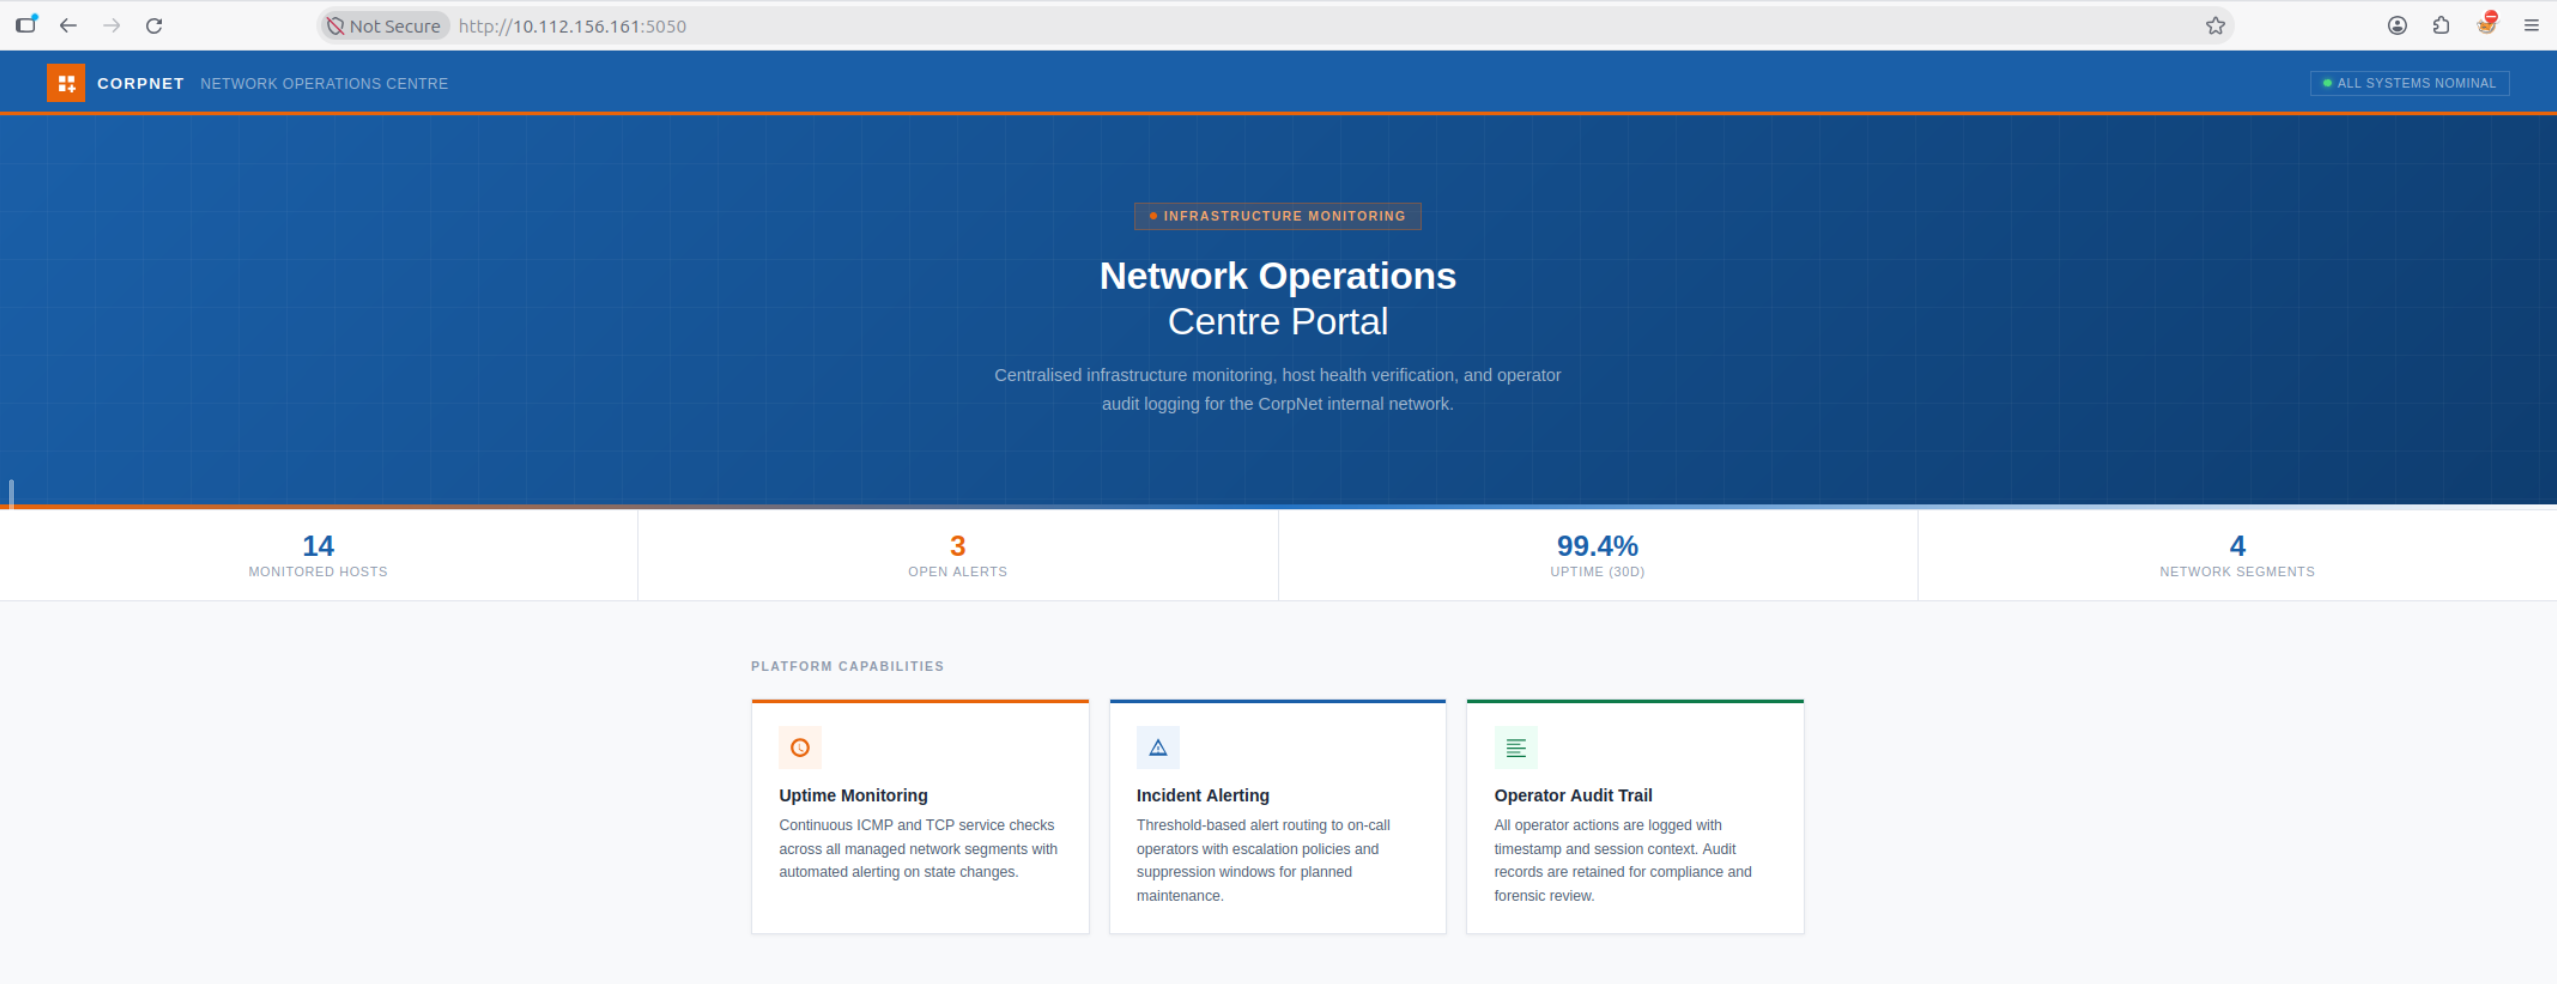 Not Secure http://10.112.156.161:5050
CORPNET NETWORK OPERATIONS CENTRE
ALL SYSTEMS NOMINAL
INFRASTRUCTURE MONITORING
Network Operations
Centre Portal
Centralised infrastructure monitoring, host health verification, and operator
audit logging for the CorpNet internal network.
14
MONITORED HOSTS
3
OPEN ALERTS
99.4%
UPTIME (30D)
4
NETWORK SEGMENTS
PLATFORM CAPABILITIES
Uptime Monitoring
Continuous ICMP and TCP service checks
across all managed network segments with
automated alerting on state changes.
Incident Alerting
Threshold-based alert routing to on-call
operators with escalation policies and
suppression windows for planned
maintenance.
Operator Audit Trail
All operator actions are logged with
timestamp and session context. Audit
records are retained for compliance and
forensic review.